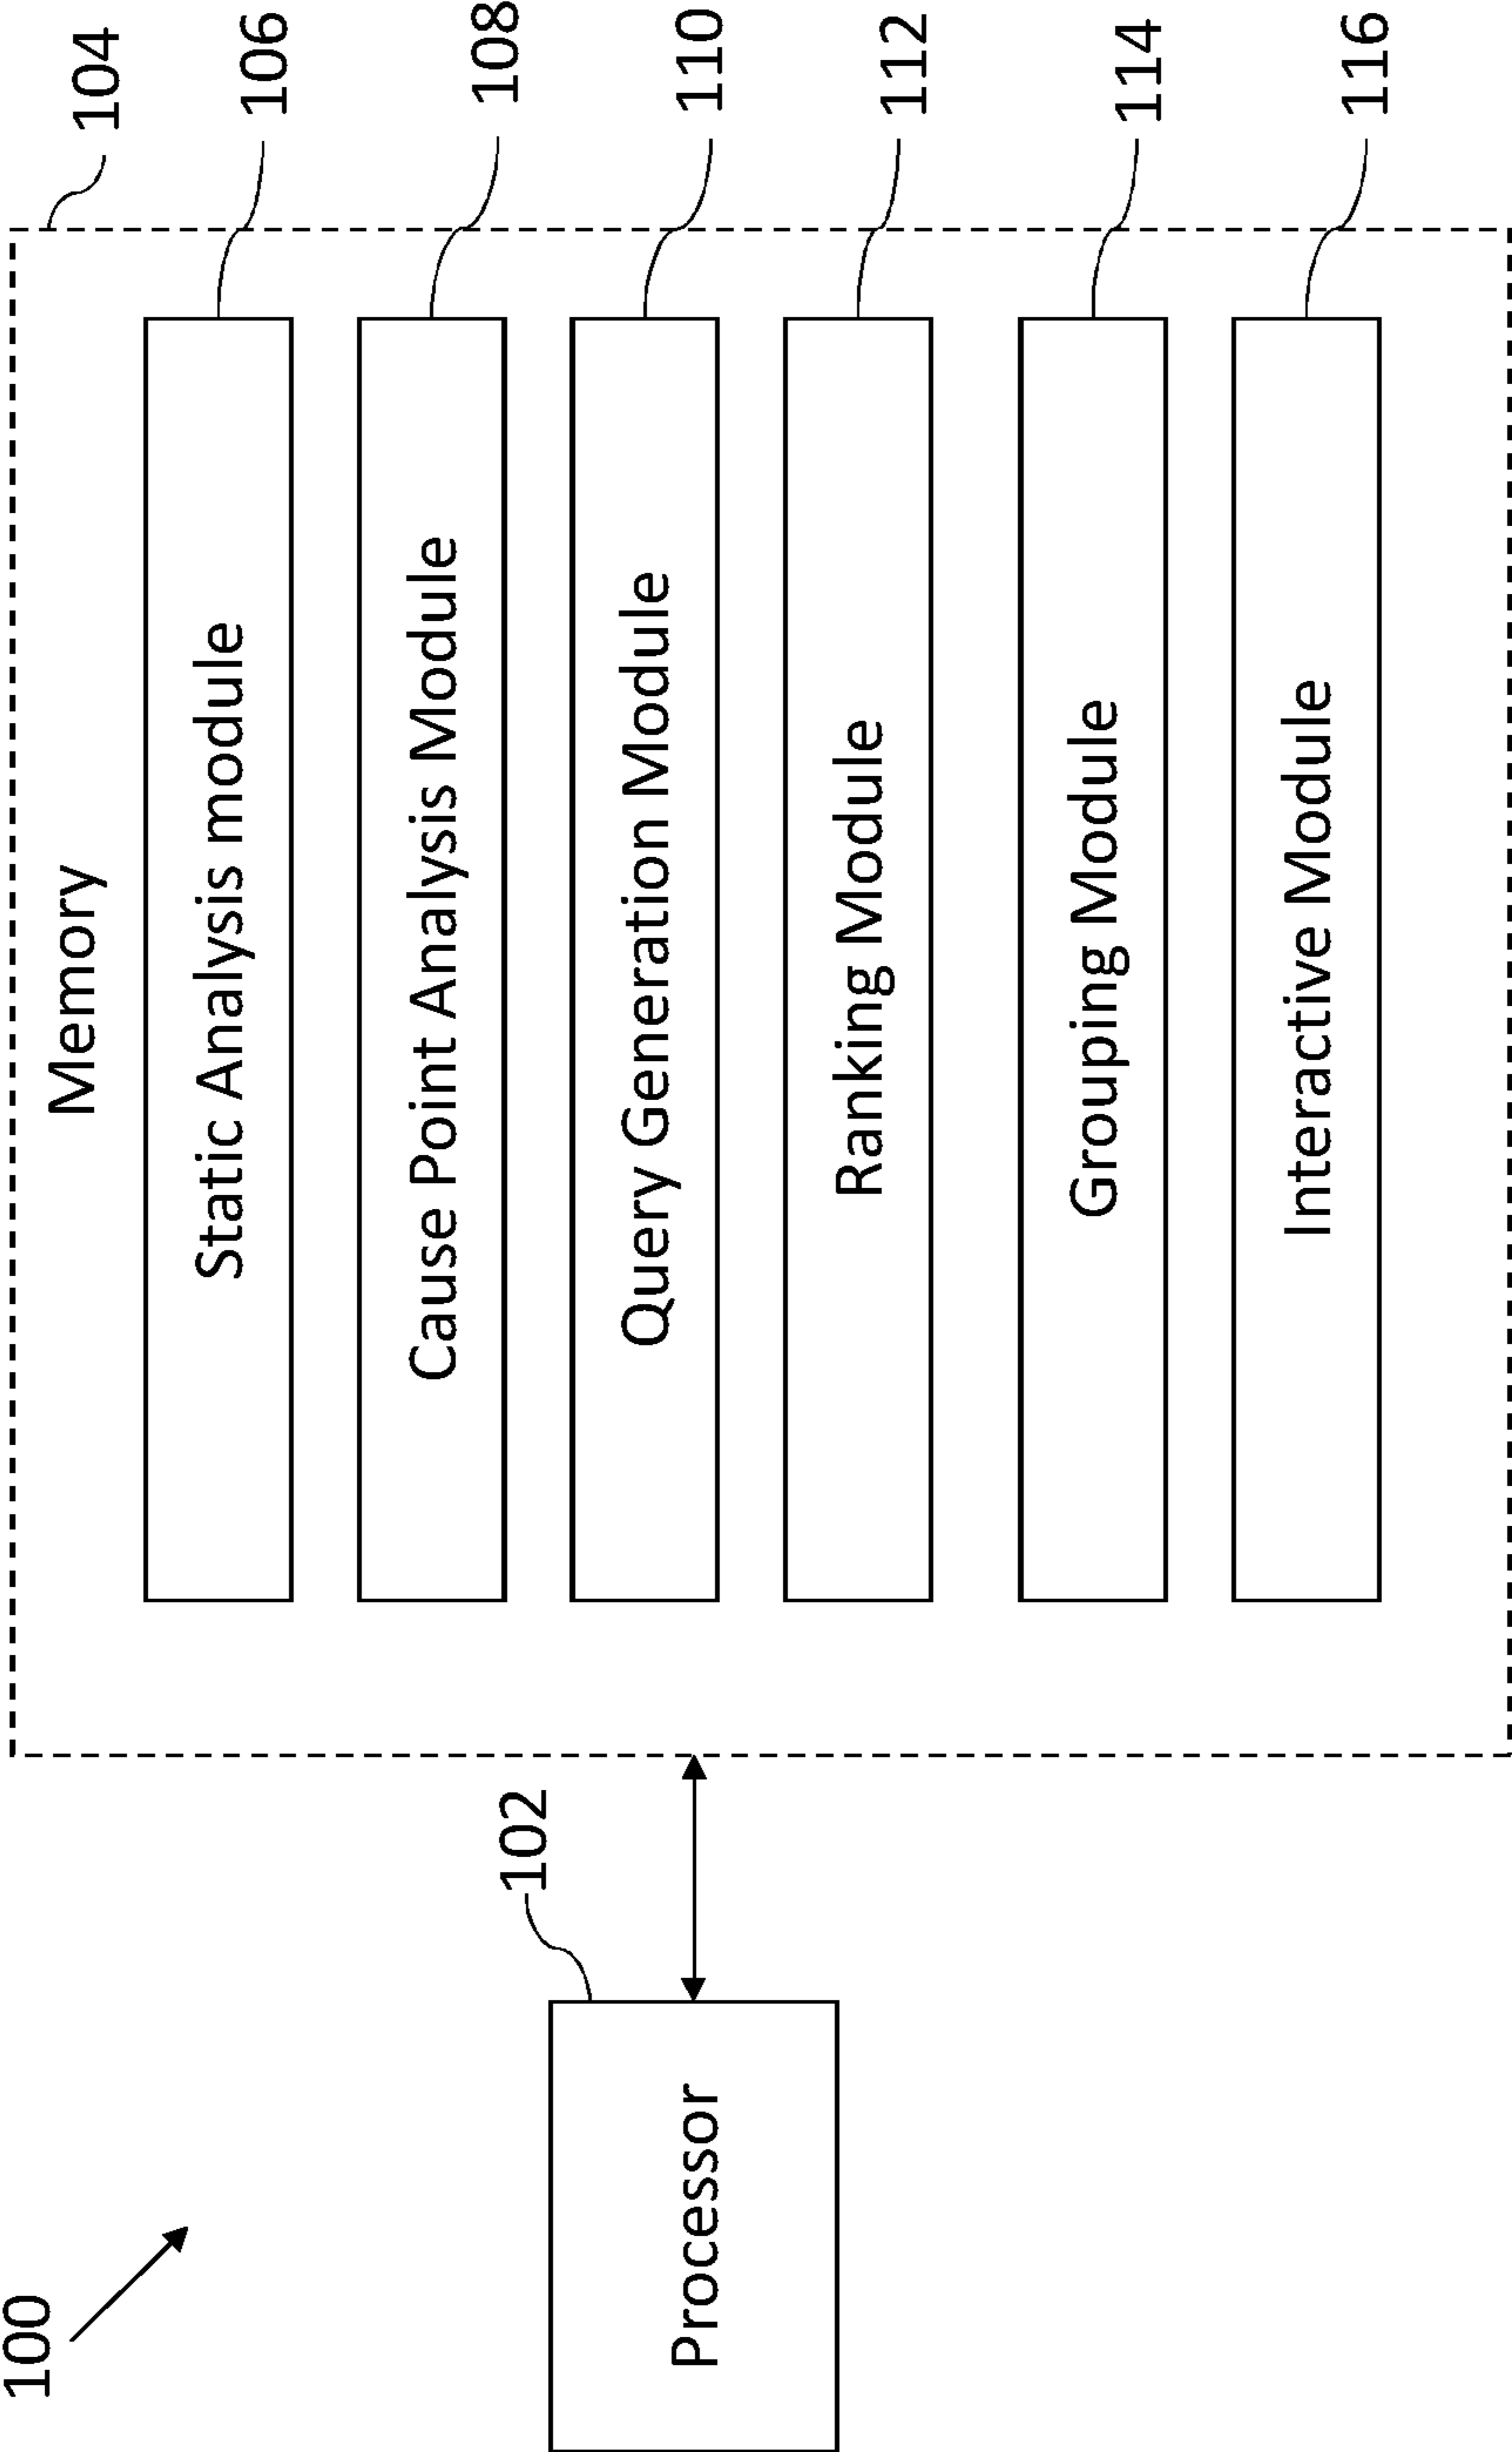 100
Processor
102
Memory
104
Static Analysis module
106
Cause Point Analysis Module
108
Query Generation Module
110
Ranking Module
112
Grouping Module
114
Interactive Module
116